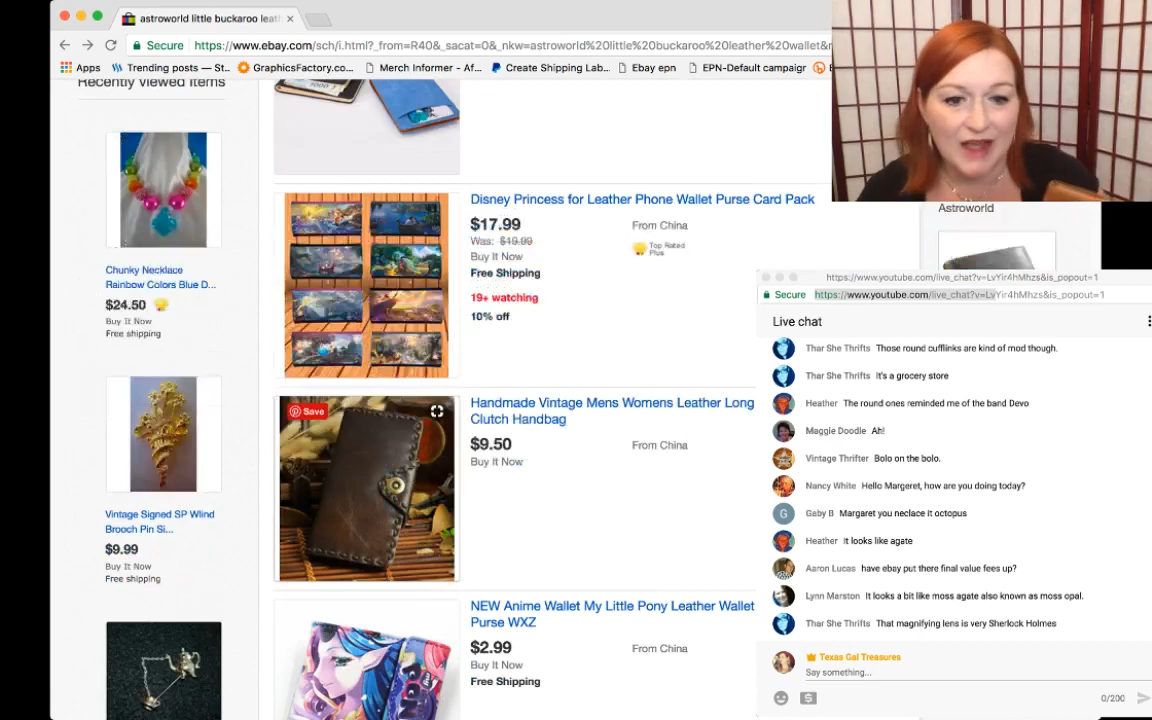 astroworld little buckaroo leat
Secure https://www.ebay.com/sch/i.html?_from=R40&_sacat=0&_nkw=astroworld%20little%20buckaroo%20leather%20wallet&
Apps Trending posts — St.. GraphicsFactory.co... Merch Informer - Af... Create Shipping Lab... Ebay epn EPN-Default campaigr
Recently Viewed Items
Chunky Necklace
Rainbow Colors Blue D...
$24.50
Buy It Now
Free shipping
Vintage Signed SP Wind
Brooch Pin Si...
$9.99
Buy It Now
Free shipping
Disney Princess for Leather Phone Wallet Purse Card Pack
$17.99
From China
Was: $19.99
Top Rated
Plus
Buy It Now
Free Shipping
19+ watching
10% off
Save
Handmade Vintage Mens Womens Leather Long
Clutch Handbag
$9.50
From China
Buy It Now
NEW Anime Wallet My Little Pony Leather Wallet
Purse WXZ
$2.99
From China
Buy It Now
Free Shipping
Astroworld
https://www.youtube.com/live_chat?v=LvYir4hMhzs&is_popout=1
Secure https://www.youtube.com/live_chat?v=LvYir4hMhzs&is_popout=1
Live chat
Thar She Thrifts Those round cufflinks are kind of mod though.
Thar She Thrifts It's a grocery store
Heather The round ones reminded me of the band Devo
Maggie Doodle Ah!
Vintage Thrifter Bolo on the bolo.
Nancy White Hello Margeret, how are you doing today?
G Gaby B Margaret you neclace it octopus
Heather It looks like agate
Aaron Lucas have ebay put there final value fees up?
Lynn Marston It looks a bit like moss agate also known as moss opal.
Thar She Thrifts That magnifying lens is very Sherlock Holmes
Texas Gal Treasures
Say something...
0/200